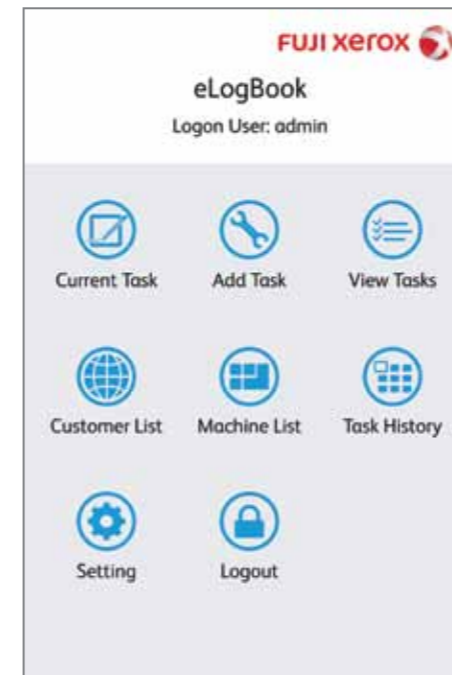 FUJI xerox
eLogBook
Logon User: admin
Current Task Add Task View Tasks
Customer List Machine List Task History
Setting Logout